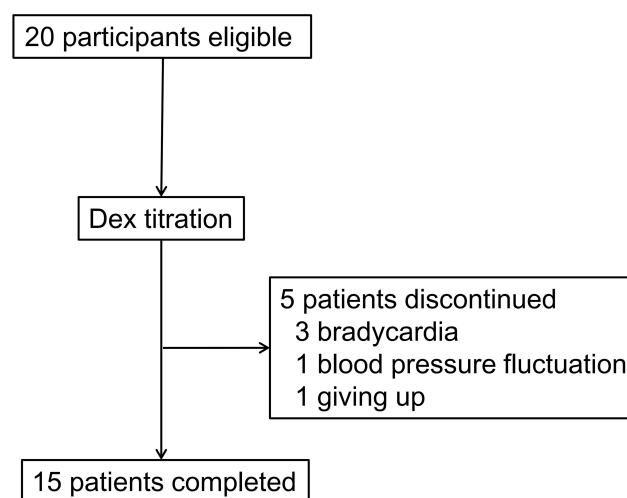 20 participants eligible
Dex titration
5 patients discontinued
3 bradycardia
1 blood pressure fluctuation
1 giving up
15 patients completed